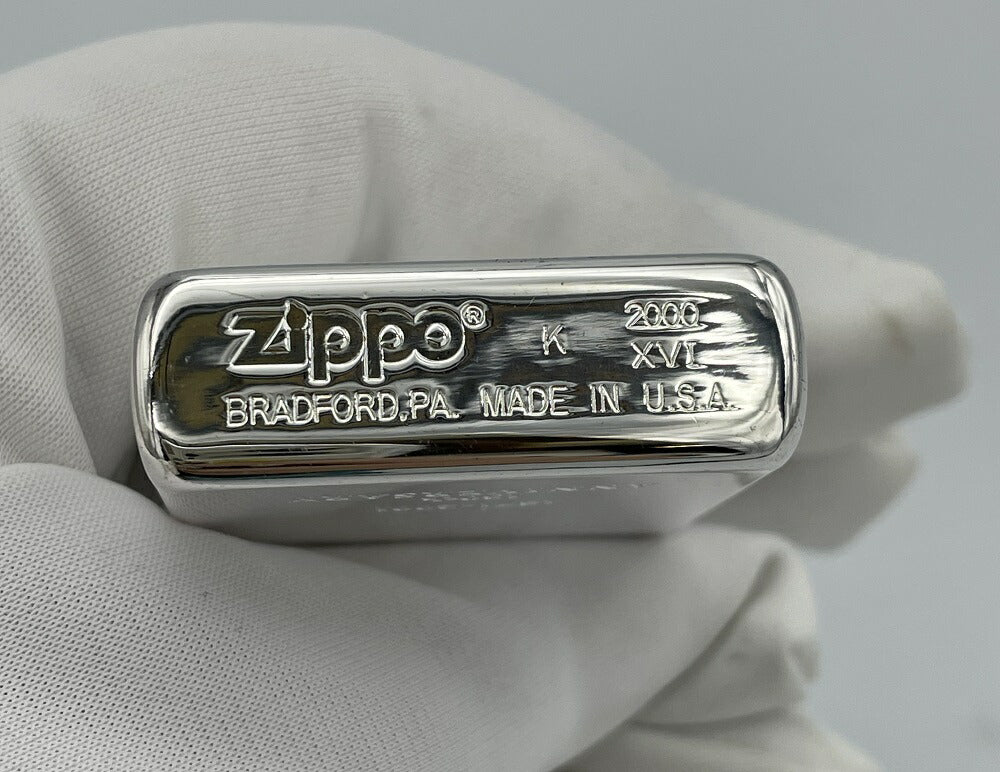 Zippo® K 2000
XVI
BRADFORD, PA. MADE IN U.S.A.